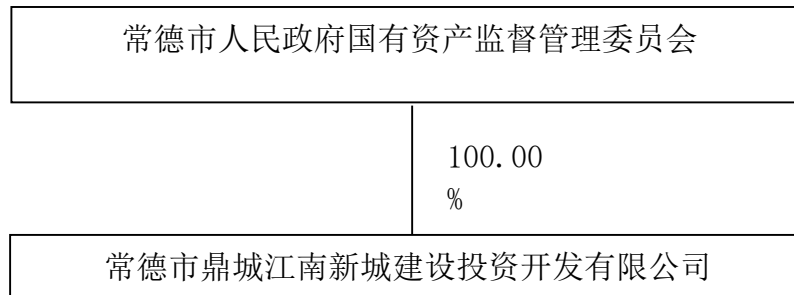 常德市人民政府国有资产监督管理委员会
100.00
%
常德市鼎城江南新城建设投资开发有限公司